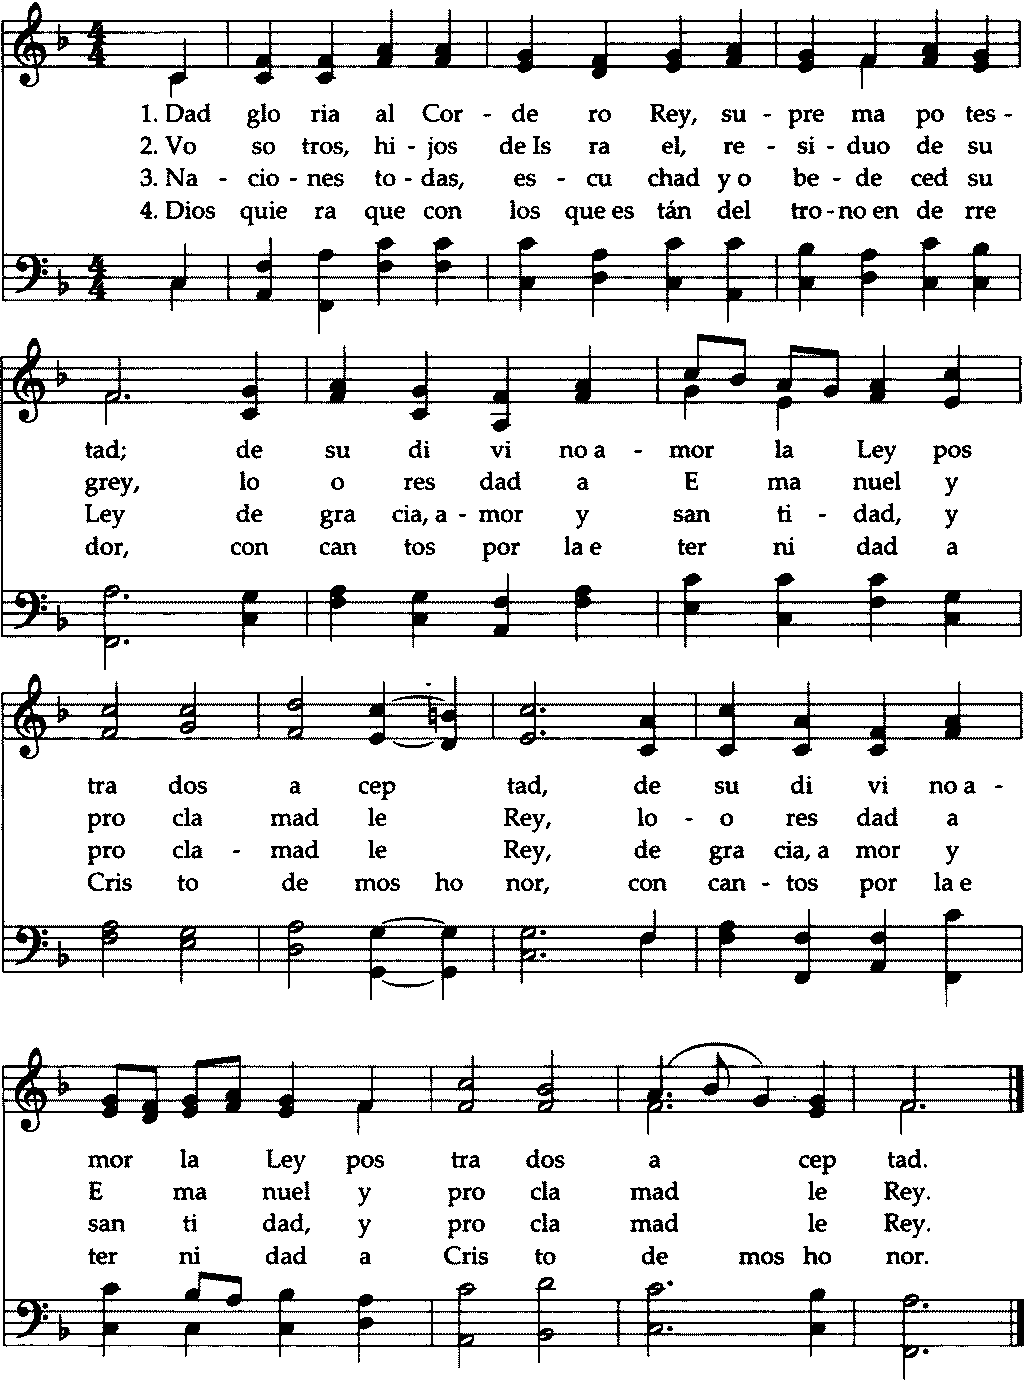 1. Dad glo ria al Cor - de ro Rey, su - pre ma po tes -
2. Vo so tros, hi - jos de Is ra el, re - si - duo de su
3. Na - cio - nes to - das, es - cu chad y o be - de ced su
4. Dios quie ra que con los que es tán del tro - no en de rre
tad; de su di vi no a - mor la Ley pos
grey, lo o res dad a E ma nuel y
Ley de gra cia, a - mor y san ti - dad, y
dor, con can tos por la e ter ni dad a
tra dos a cep tad, de su di vi no a -
pro cla mad le Rey, lo - o res dad a
pro cla - mad le Rey, de gra cia, a mor y
Cris to de mos ho nor, con can - tos por la e
mor la Ley pos tra dos a cep tad.
E ma nuel y pro cla mad le Rey.
san ti dad, y pro cla mad le Rey.
ter ni dad a Cris to de mos ho nor.